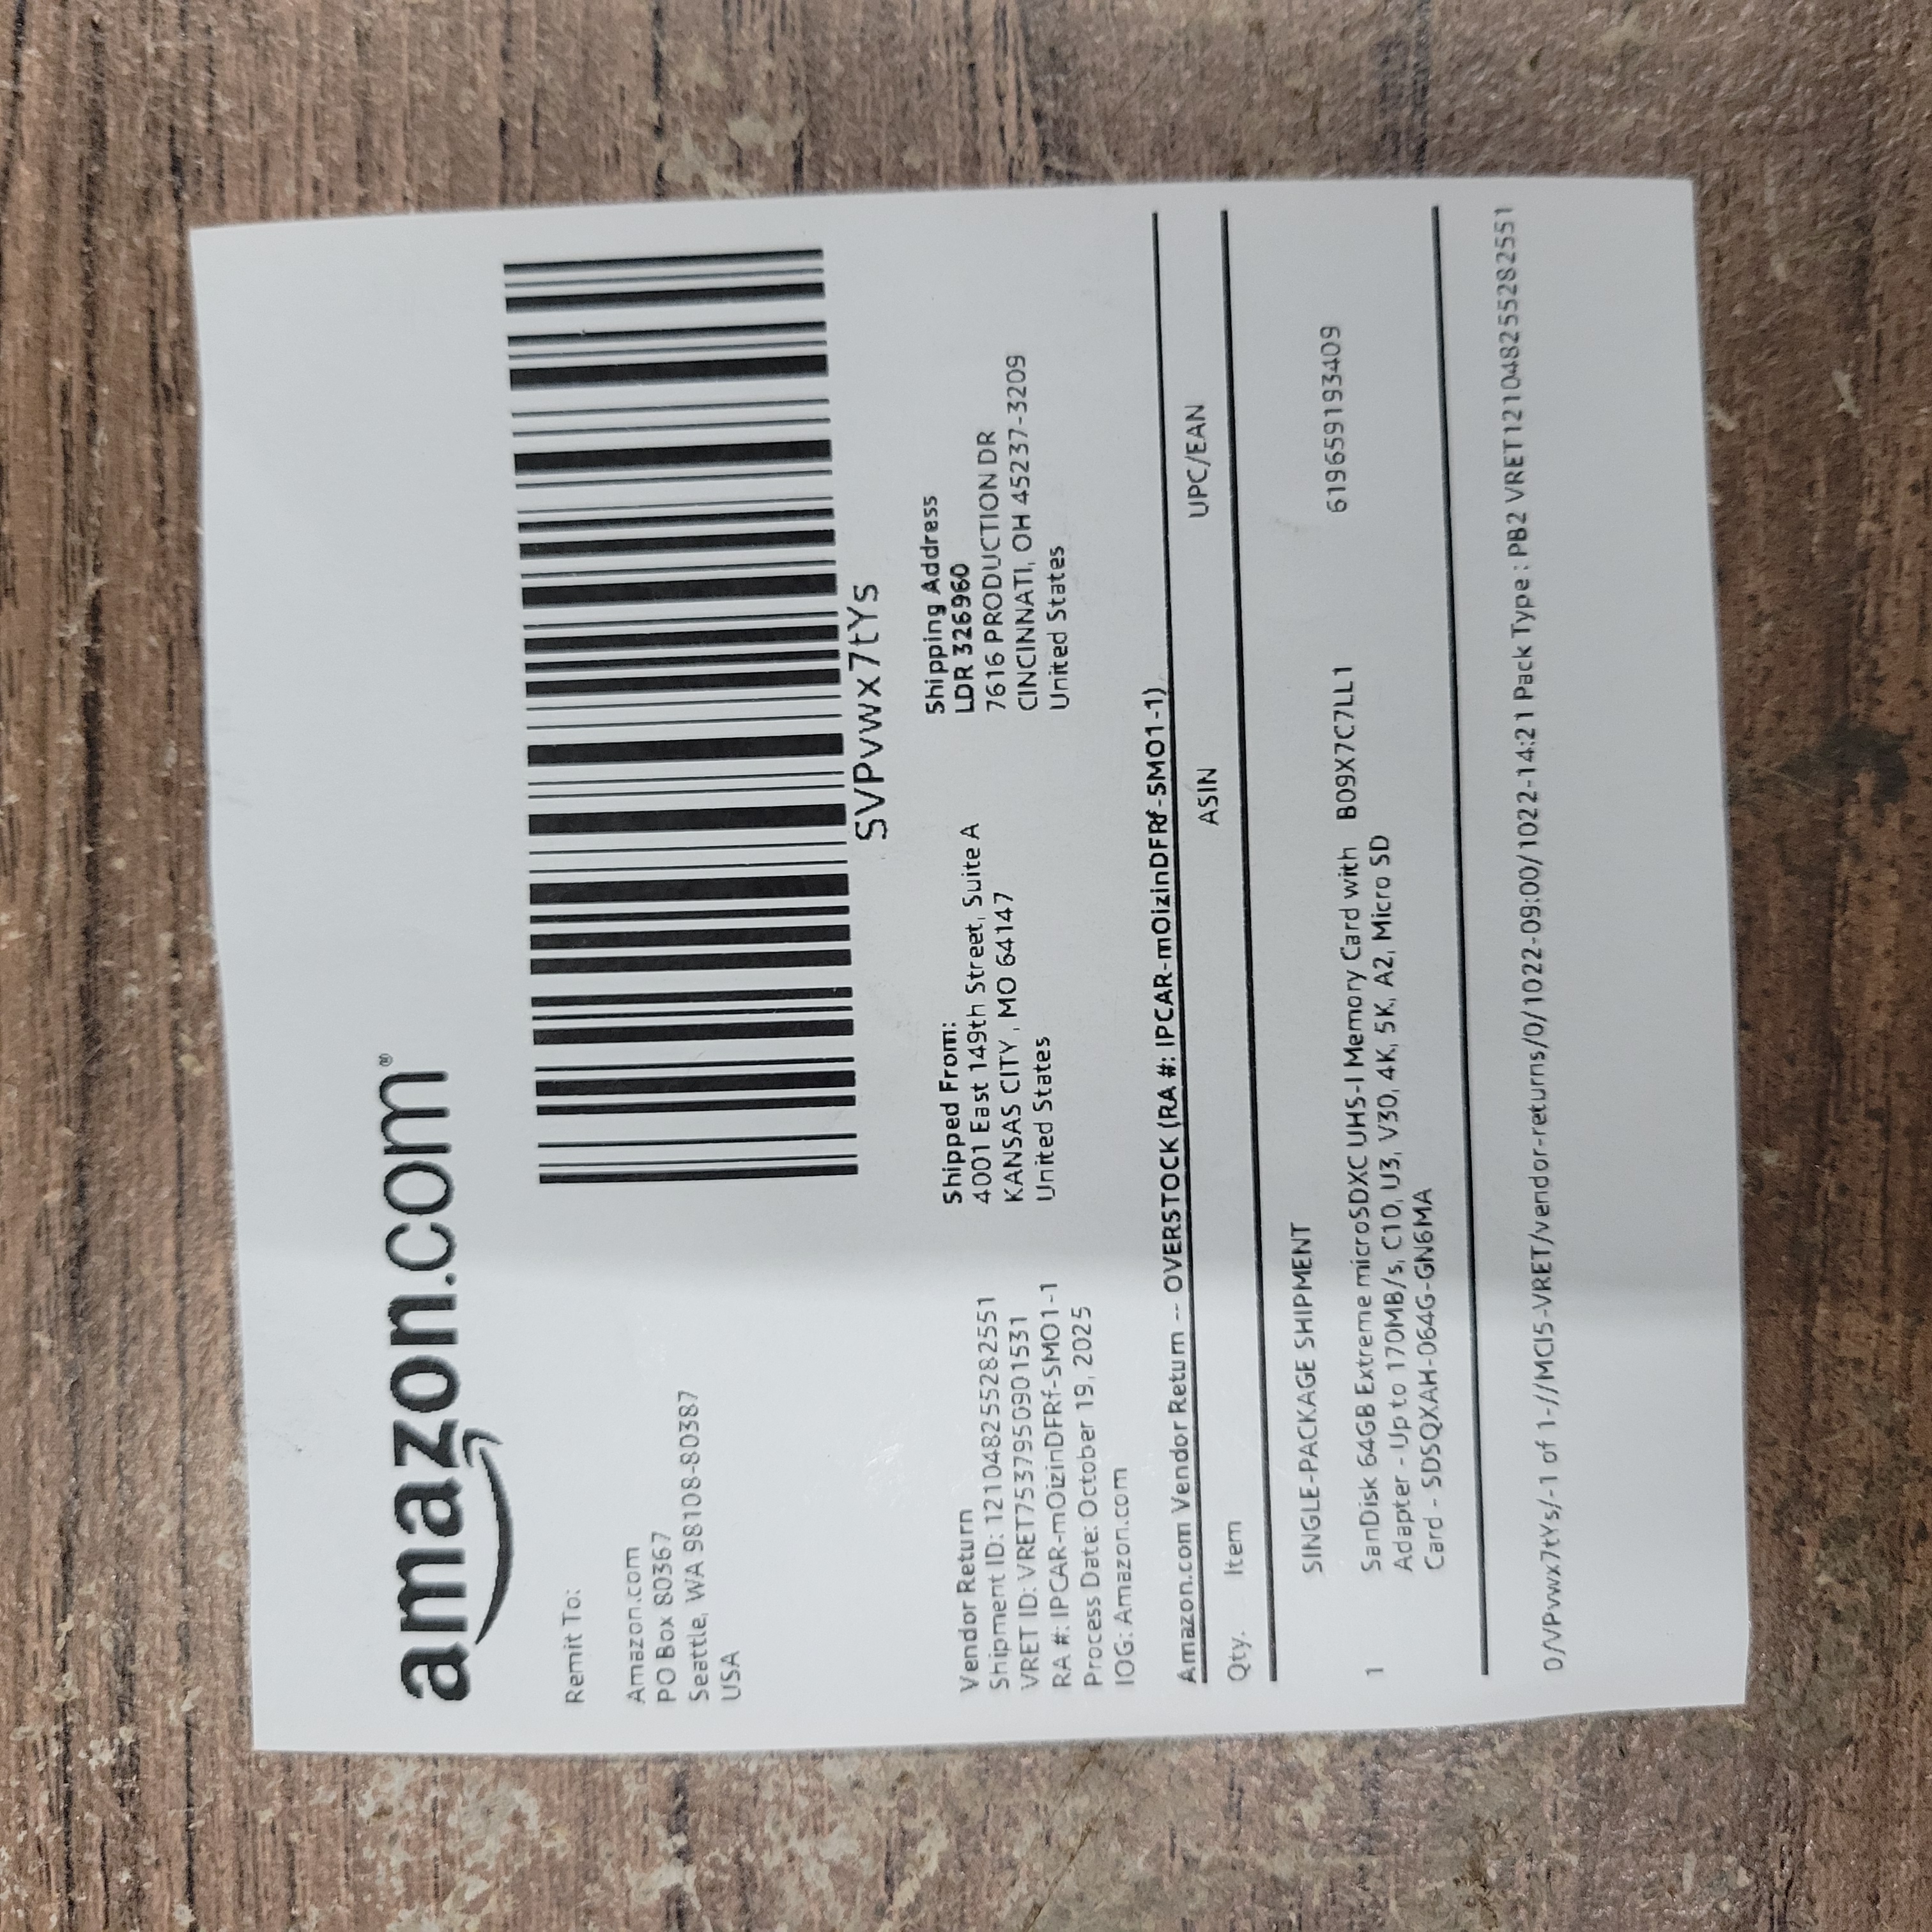 amazon.com®
Remit To:
Amazon.com
PO Box 80367
Seattle, WA 98108-80387
USA
SVPvwx7tYs
Vendor Return
Shipment ID: 1210482552825 51
VRET ID: VRET7537950901531
RA #: IPCAR-mOizinDFRf-SMO1-1
Process Date: October 19, 2025
IOG: Amazon.com
Shipped From:
4001 East 149th Street, Suite A
KANSAS CITY , MO 64147
United States
Shipping Address
LDR 326960
7616 PRODUCTION DR
CINCINNATI, OH 45237-3209
United States
Amazon.com Vendor Return -- OVERSTOCK (RA #: IPCAR-mOizinDFRf-SMO1-1)
Qty. Item ASIN UPC/EAN
SINGLE-PACKAGE SHIPMENT
1 SanDisk 64GB Extreme microSDXC UHS-I Memory Card with B09X7C7LL1 619659193409
Adapter - Up to 170MB/s, C10, U3, V30, 4K, 5K, A2, Micro SD
Card - SDSQXAH-064G-GN6MA
0/VPvwx7tYs/-1 of 1-//MCI5-VRET/vendor-returns/0/1022-09:00/1022-14:21 Pack Type : PB2 VRET121048255282551